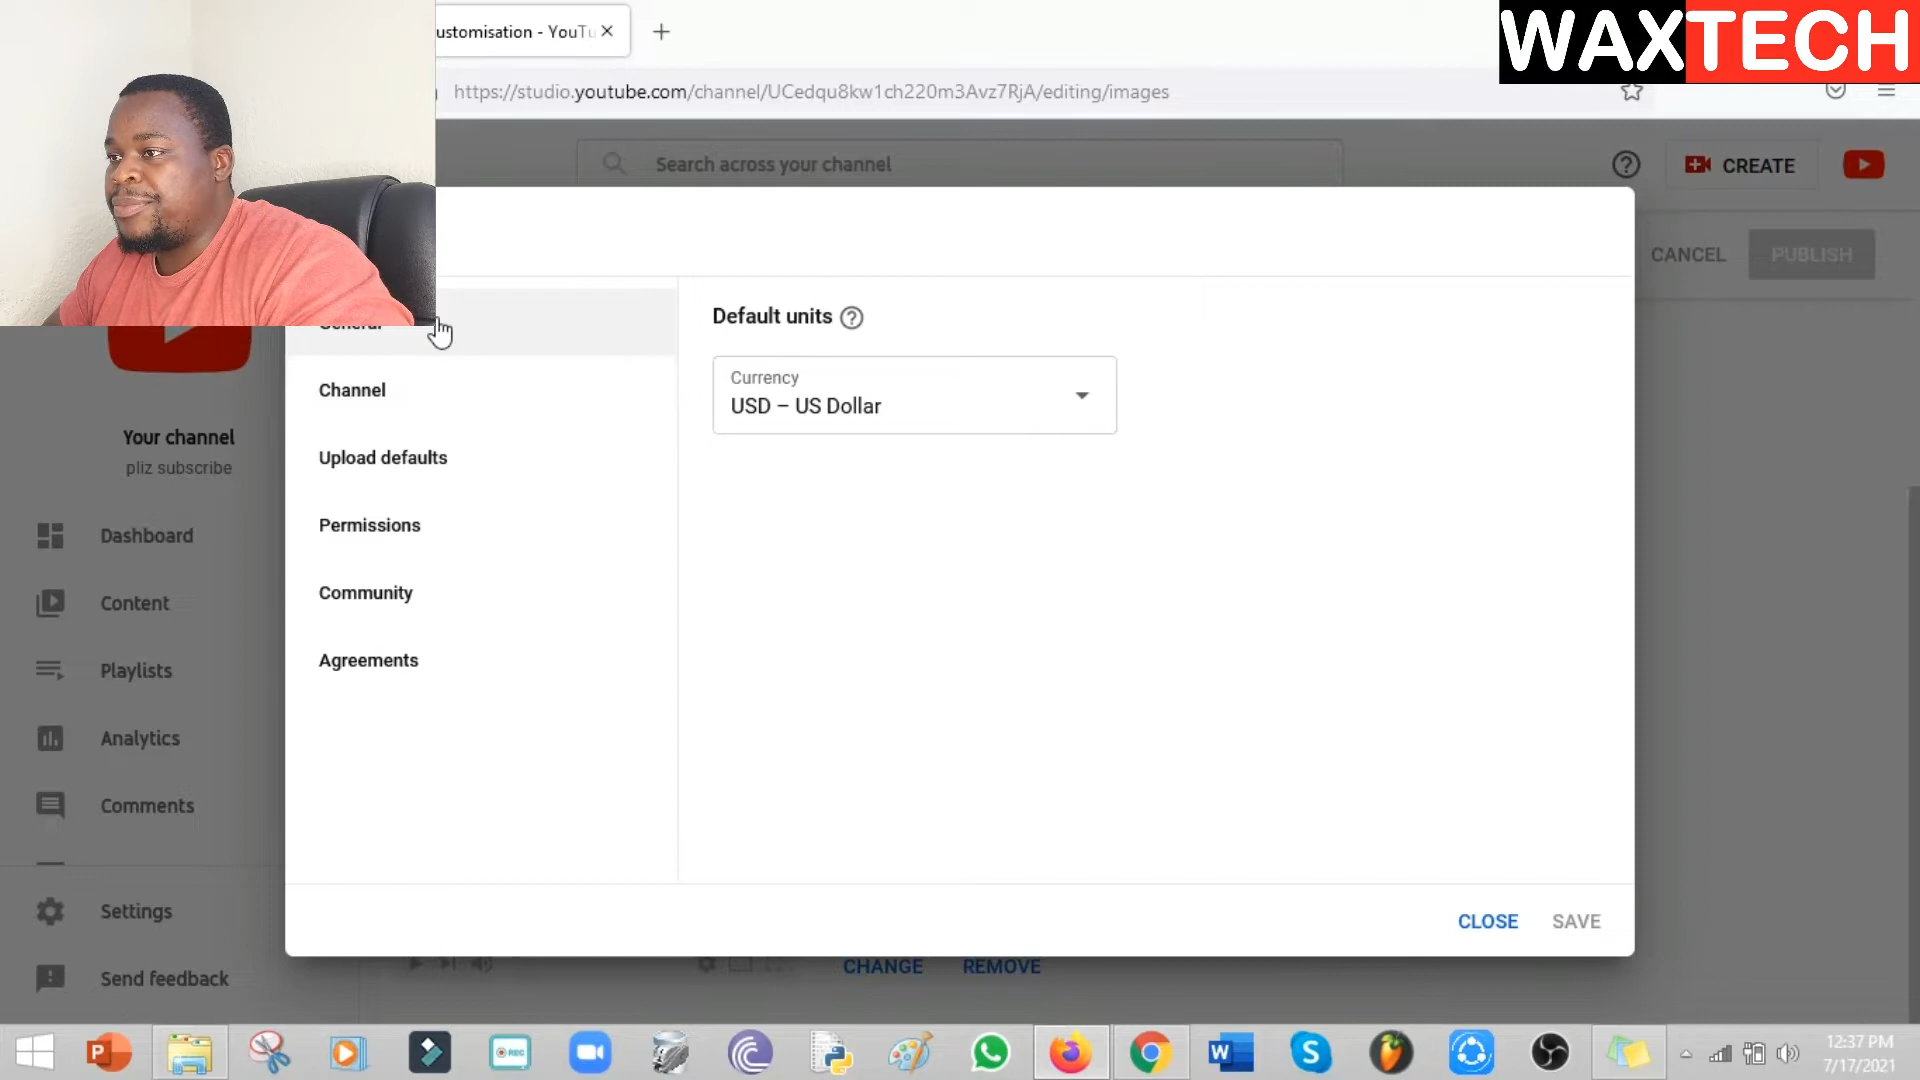 ustomisation - YouTu
WAXTECH
https://studio.youtube.com/channel/UCedqu8kw1ch220m3Avz7RjA/editing/images
Search across your channel
CREATE
CANCEL
PUBLISH
General
Default units
Currency
USD – US Dollar
Channel
Upload defaults
Permissions
Community
Agreements
Your channel
pliz subscribe
Dashboard
Content
Playlists
Analytics
Comments
Settings
Send feedback
CLOSE
SAVE
CHANGE
REMOVE
REC
12:37 PM
7/17/2021